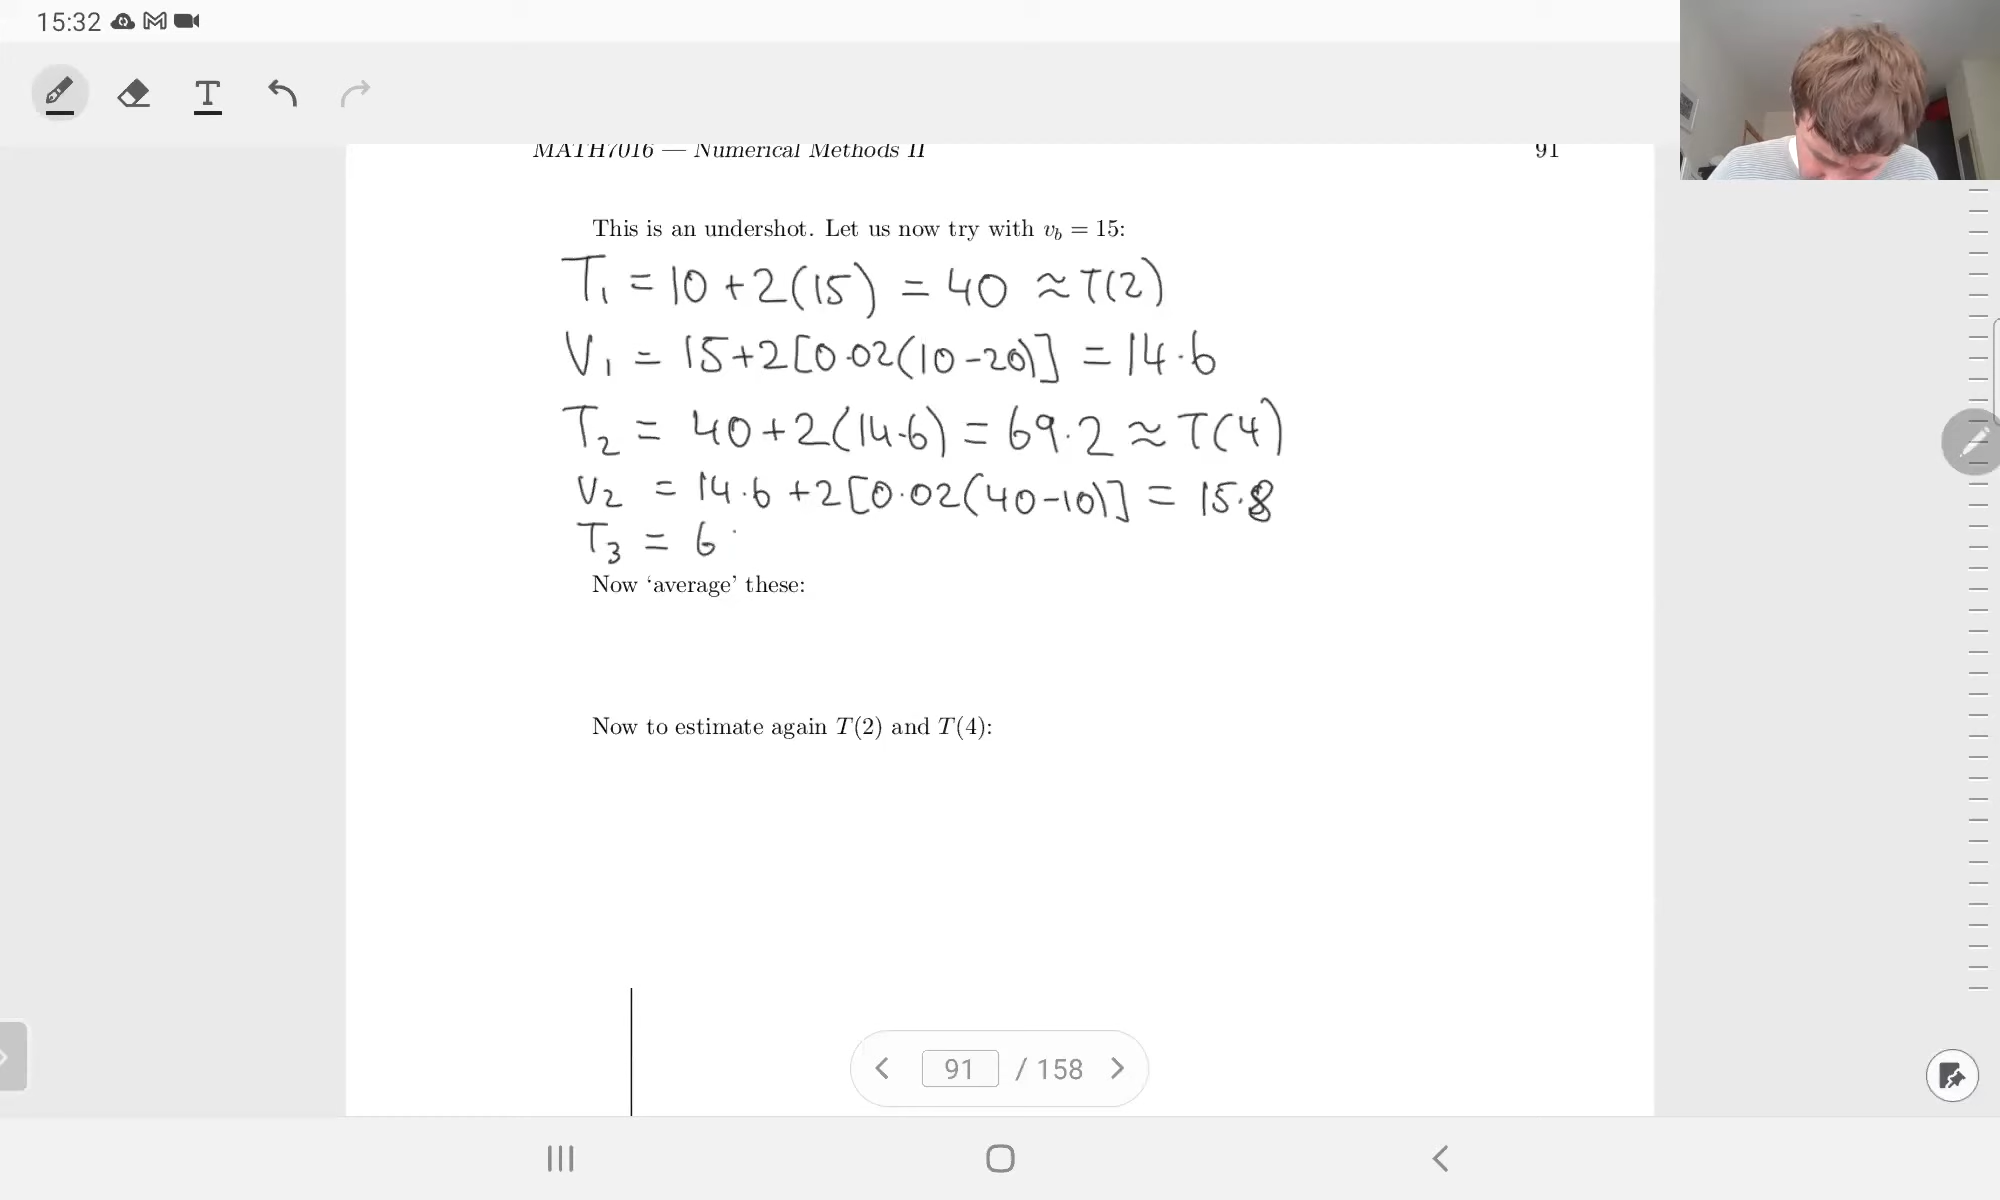 15:32
T
MATH7016 — Numerical Methods II 91
This is an undershot. Let us now try with v_b = 15:
T₁ = 10 + 2(15) = 40 ≈ T(2)
V₁ = 15 + 2[0.02(10-20)] = 14.6
T₂ = 40 + 2(14.6) = 69.2 ≈ T(4)
V₂ = 14.6 + 2[0.02(40-10)] = 15.8
T₃ = 6
Now ‘average’ these:
Now to estimate again T(2) and T(4):
91 / 158